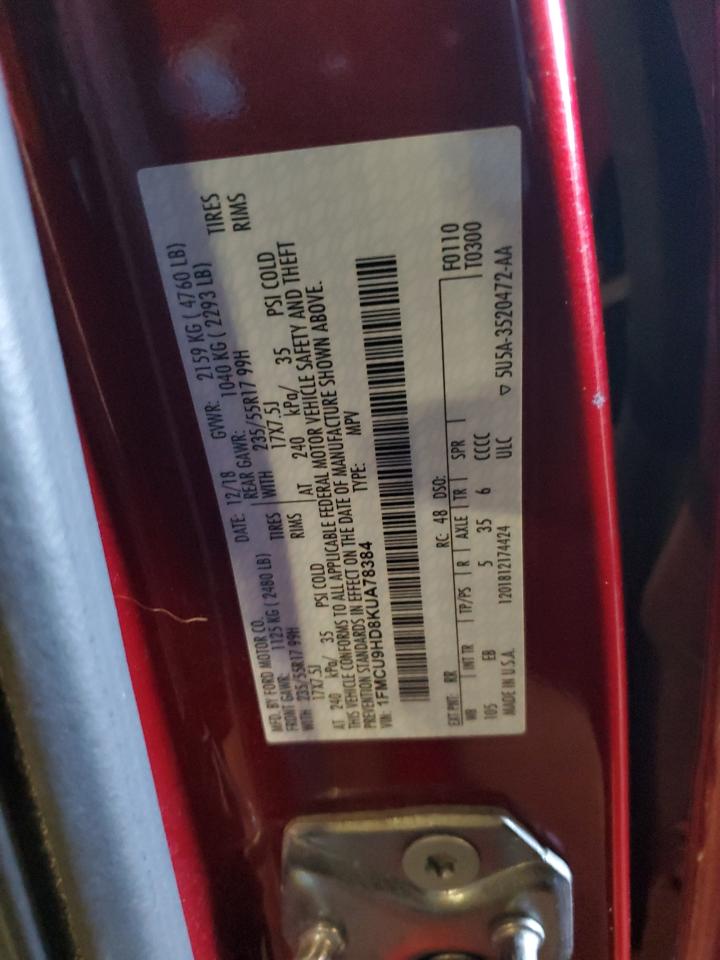 MFD. BY FORD MOTOR CO. DATE: 12/18 GVWR: 2159 KG ( 4760 LB)
FRONT GAWR: 1125 KG ( 2480 LB) REAR GAWR: 1040 KG ( 2293 LB)
WITH 235/55R17 99H TIRES WITH 235/55R17 99H TIRES
17X7.5J RIMS 17X7.5J RIMS
AT 240 kPa/ 35 PSI COLD AT 240 kPa/ 35 PSI COLD
THIS VEHICLE CONFORMS TO ALL APPLICABLE FEDERAL MOTOR VEHICLE SAFETY AND THEFT
PREVENTION STANDARDS IN EFFECT ON THE DATE OF MANUFACTURE SHOWN ABOVE.
VIN: 1FMCU9HD8KUA78384 TYPE: MPV
EXT PNT: RR RC: 48 DSO: F0110
WB INT TR TP/PS R AXLE TR SPR T0300
105 EB 5 35 6 CCCC
MADE IN U.S.A. 1201812174424 ULC ▽ 5U5A-3520472-AA